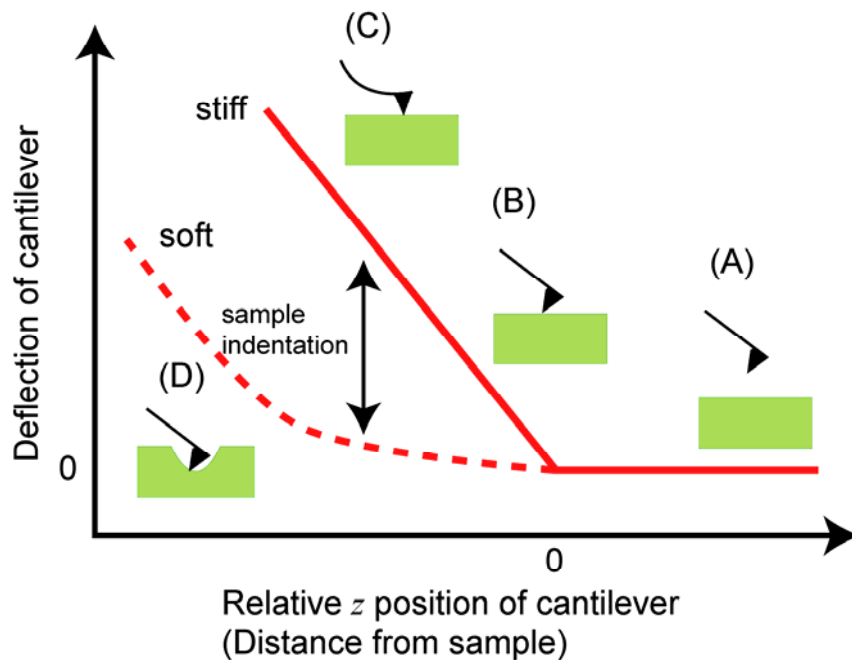 (C)
stiff
(B)
soft
(A)
sample
indentation
(D)
Deflection of cantilever
0
0
Relative z position of cantilever
(Distance from sample)